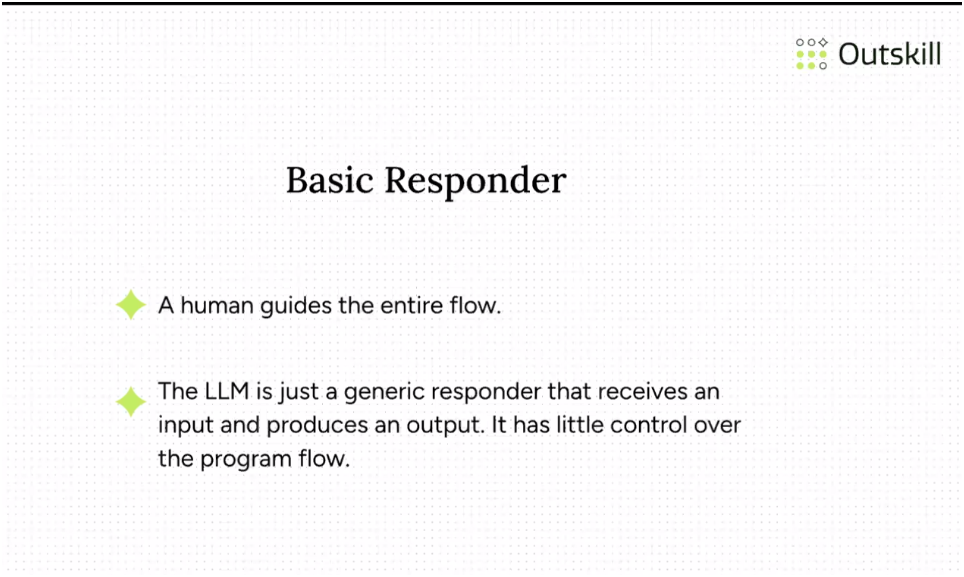 Outskill
Basic Responder
A human guides the entire flow.
The LLM is just a generic responder that receives an
input and produces an output. It has little control over
the program flow.